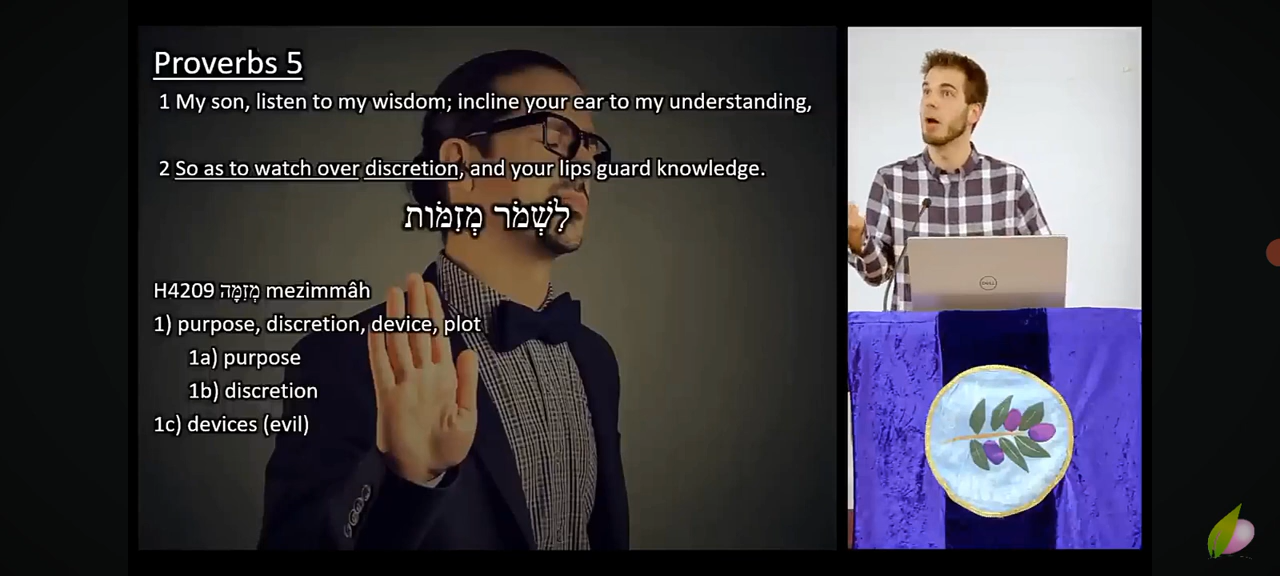 Proverbs 5
1 My son, listen to my wisdom; incline your ear to my understanding,
2 So as to watch over discretion, and your lips guard knowledge.
לִשְׁמֹר מְזִמּוֹת
H4209 מְזִמָּה mezimmâh
1) purpose, discretion, device, plot
1a) purpose
1b) discretion
1c) devices (evil)
DELL